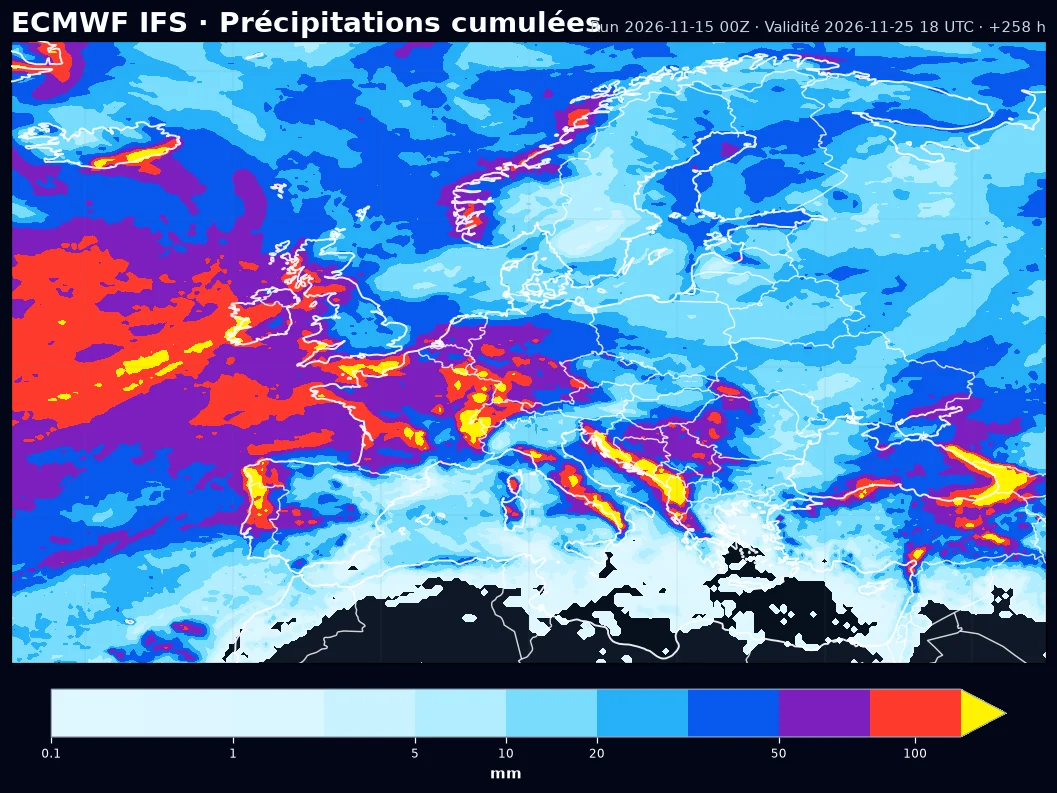 ECMWF IFS · Précipitations cumulées
Run 2026-11-15 00Z · Validité 2026-11-25 18 UTC · +258 h
0.1 1 5 10 20 50 100
mm